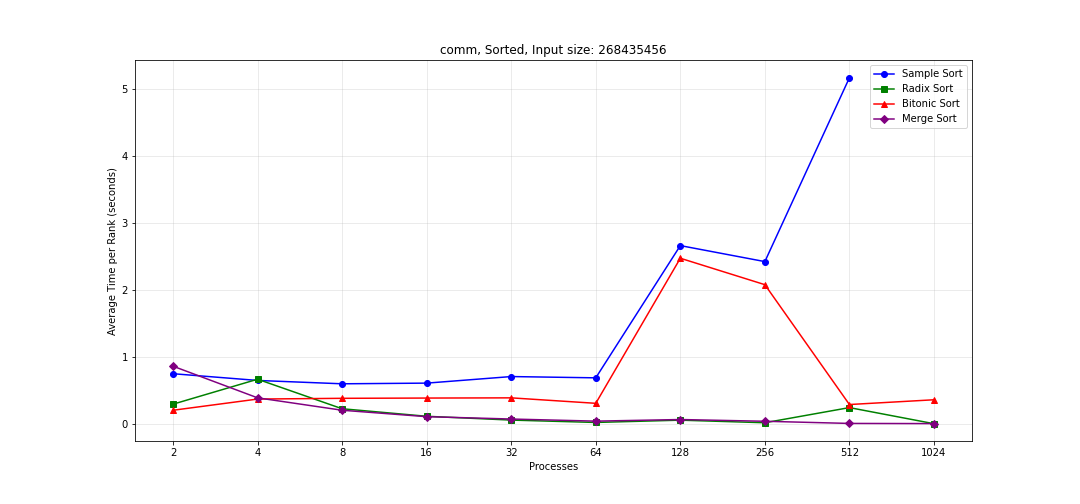 comm, Sorted, Input size: 268435456
Sample Sort
Radix Sort
Bitonic Sort
Merge Sort
Average Time per Rank (seconds)
5
4
3
2
1
0
2 4 8 16 32 64 128 256 512 1024
Processes